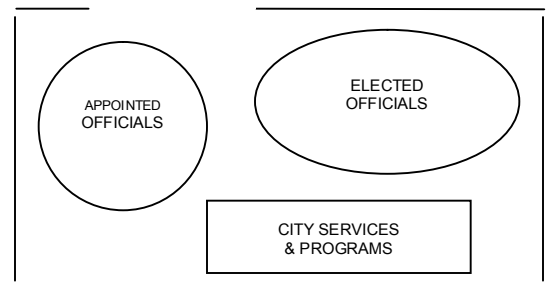 APPOINTED
OFFICIALS
ELECTED
OFFICIALS
CITY SERVICES
& PROGRAMS